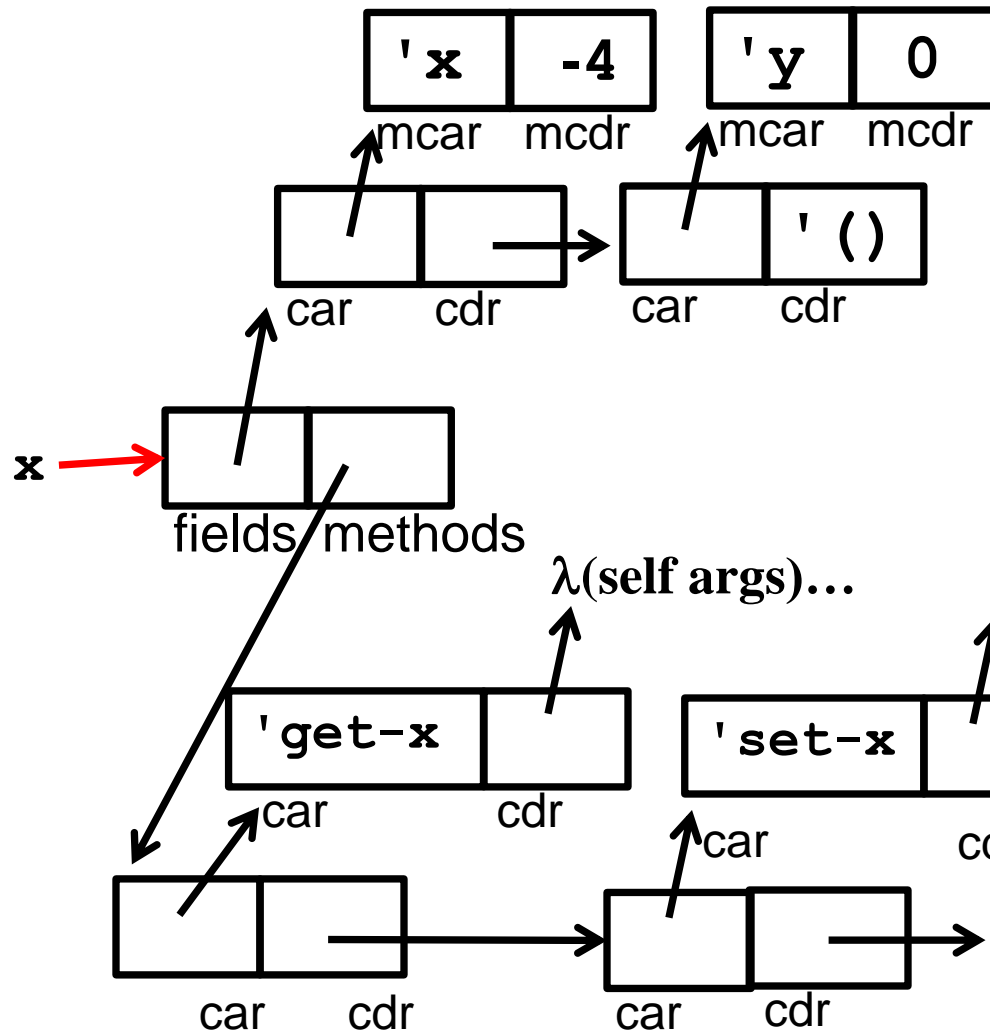 'x -4 'y 0
mcar mcdr mcar mcdr
'()
car cdr car cdr
x
fields methods
λ(self args)…
'get-x 'set-x
car cdr car
car cdr car cdr